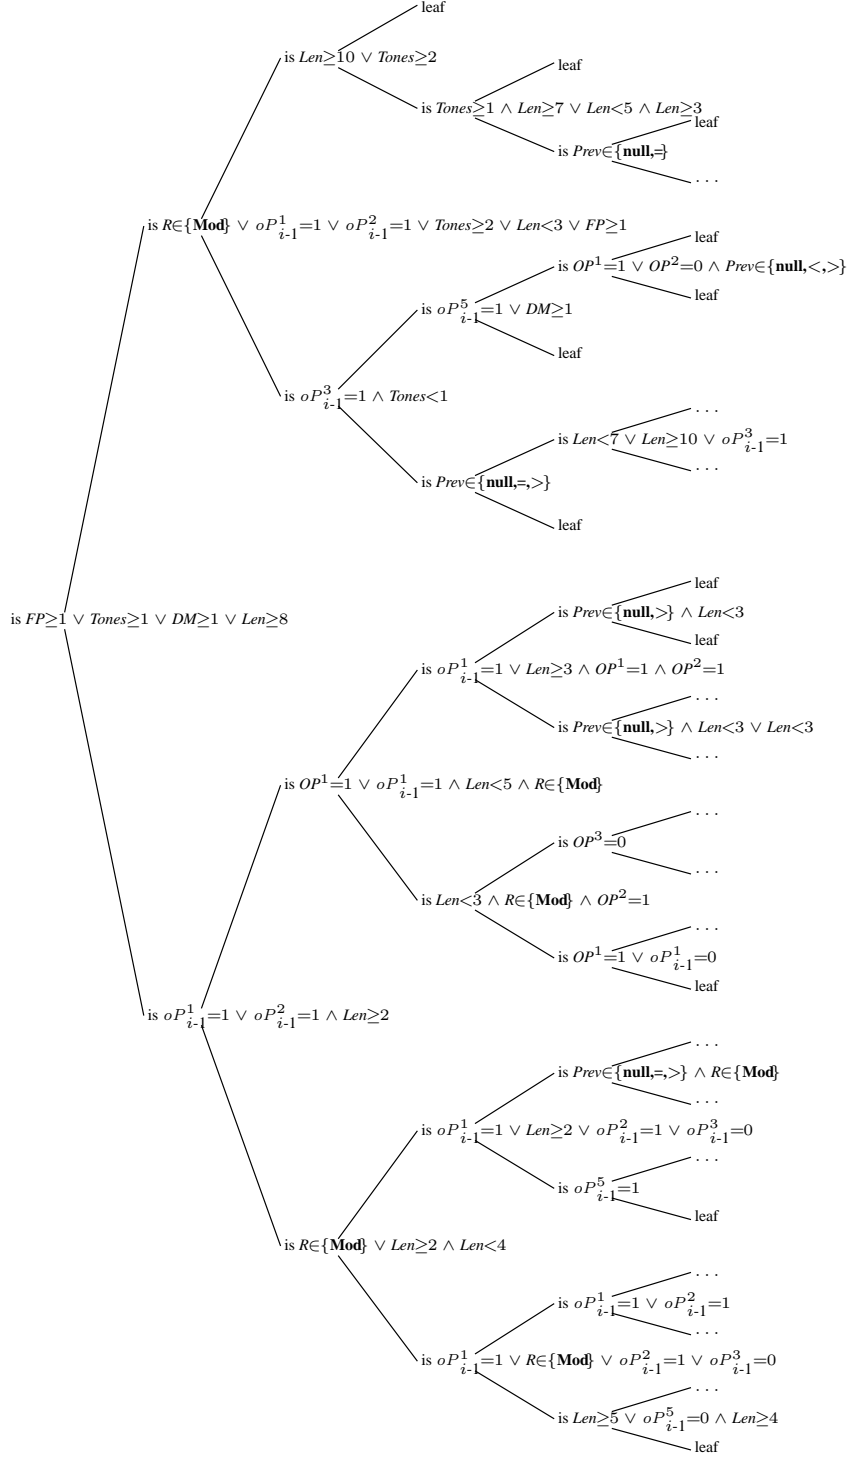 leaf
is Len≥10 ∨ Tones≥2
leaf
is Tones≥1 ∧ Len≥7 ∨ Len<5 ∧ Len≥3
leaf
is Prev∈{null,=}
. . .
is R∈{Mod} ∨ oP^1_{i-1}=1 ∨ oP^2_{i-1}=1 ∨ Tones≥2 ∨ Len<3 ∨ FP≥1
leaf
is OP^1=1 ∨ OP^2=0 ∧ Prev∈{null,<,>}
leaf
is oP^5_{i-1}=1 ∨ DM≥1
leaf
is oP^3_{i-1}=1 ∧ Tones<1
. . .
is Len<7 ∨ Len≥10 ∨ oP^3_{i-1}=1
. . .
is Prev∈{null,=,>}
leaf
leaf
is Prev∈{null,>} ∧ Len<3
is FP≥1 ∨ Tones≥1 ∨ DM≥1 ∨ Len≥8
leaf
is oP^1_{i-1}=1 ∨ Len≥3 ∧ OP^1=1 ∧ OP^2=1
. . .
is Prev∈{null,>} ∧ Len<3 ∨ Len<3
. . .
is OP^1=1 ∨ oP^1_{i-1}=1 ∧ Len<5 ∧ R∈{Mod}
. . .
is OP^3=0
. . .
is Len<3 ∧ R∈{Mod} ∧ OP^2=1
. . .
is OP^1=1 ∨ oP^1_{i-1}=0
leaf
is oP^1_{i-1}=1 ∨ oP^2_{i-1}=1 ∧ Len≥2
. . .
is Prev∈{null,=,>} ∧ R∈{Mod}
. . .
is oP^1_{i-1}=1 ∨ Len≥2 ∨ oP^2_{i-1}=1 ∨ oP^3_{i-1}=0
. . .
is oP^5_{i-1}=1
leaf
is R∈{Mod} ∨ Len≥2 ∧ Len<4
. . .
is oP^1_{i-1}=1 ∨ oP^2_{i-1}=1
. . .
is oP^1_{i-1}=1 ∨ R∈{Mod} ∨ oP^2_{i-1}=1 ∨ oP^3_{i-1}=0
. . .
is Len≥5 ∨ oP^5_{i-1}=0 ∧ Len≥4
leaf